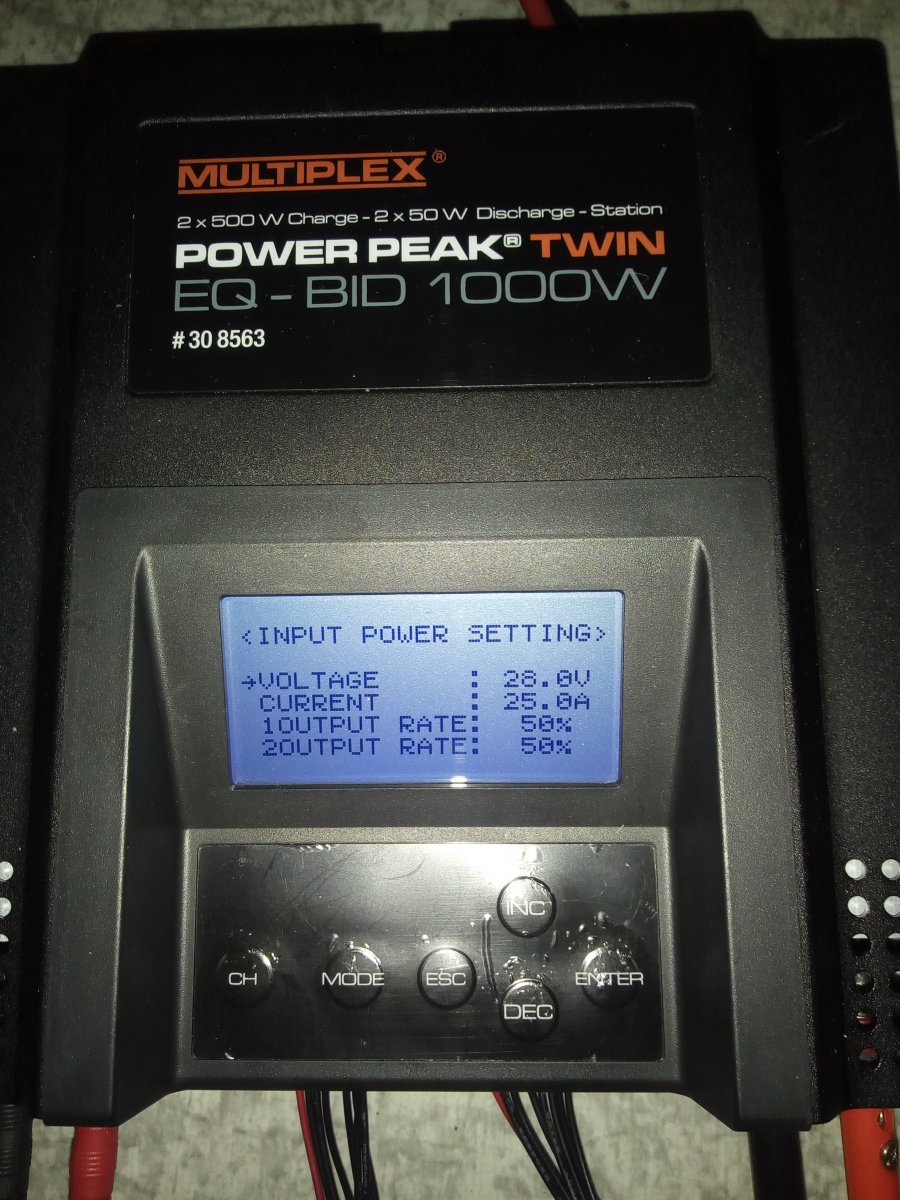 MULTIPLEX®
2 x 500 W Charge - 2 x 50 W Discharge - Station
POWER PEAK® TWIN
EQ - BID 1000W
# 30 8563
<INPUT POWER SETTING>
→VOLTAGE : 28.0V
CURRENT : 25.0A
1OUTPUT RATE: 50%
2OUTPUT RATE: 50%
INC
CH MODE ESC ENTER
DEC